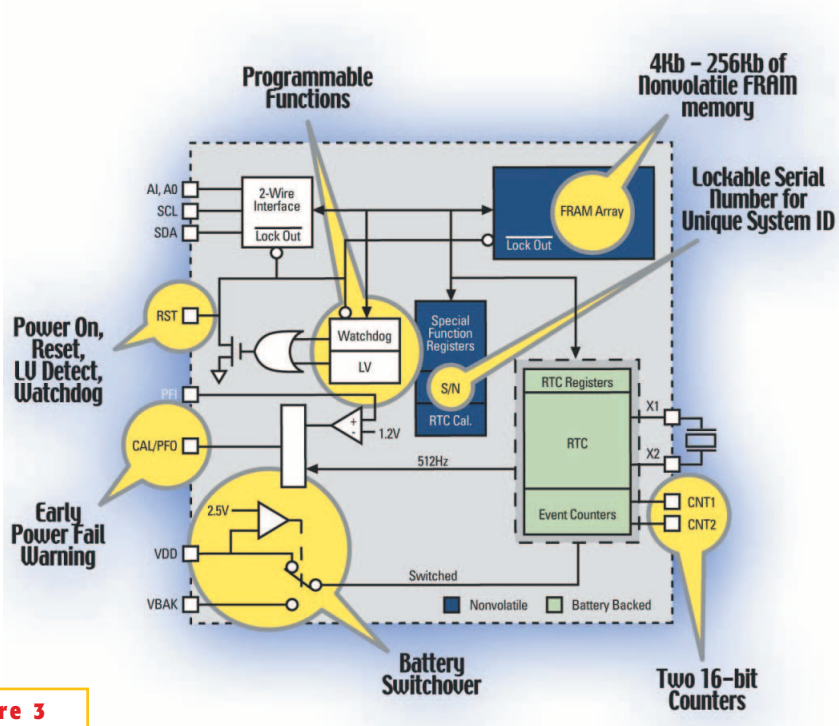 Programmable
Functions
4Kb - 256Kb of
Nonvolatile FRAM
memory
Lockable Serial
Number for
Unique System ID
AI, A0
SCL
SDA
2-Wire
Interface
Lock Out
FRAM Array
Lock Out
RST
Power On,
Reset,
LV Detect,
Watchdog
Watchdog
LV
Special
Function
Registers
S/N
RTC Cal.
PFI
+
-
1.2V
CAL/PFO
512Hz
RTC Registers
RTC
Event Counters
X1
X2
CNT1
CNT2
Early
Power Fail
Warning
2.5V
VDD
VBAK
Switched
Nonvolatile
Battery Backed
Battery
Switchover
Two 16-bit
Counters
re 3